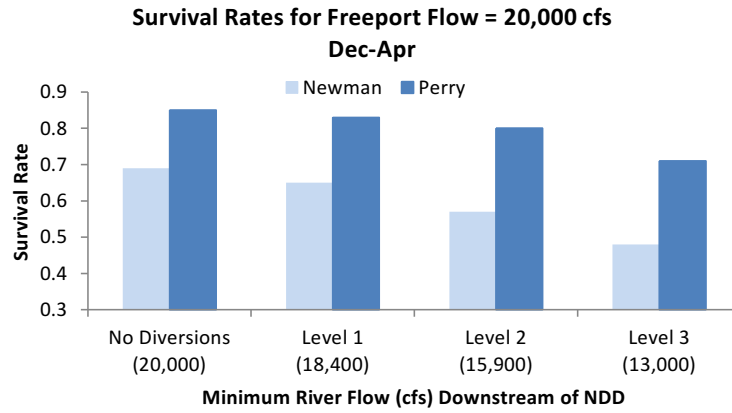 Survival Rates for Freeport Flow = 20,000 cfs
Dec-Apr
Newman
Perry
Survival Rate
0.9
0.8
0.7
0.6
0.5
0.4
0.3
No Diversions
(20,000)
Level 1
(18,400)
Level 2
(15,900)
Level 3
(13,000)
Minimum River Flow (cfs) Downstream of NDD